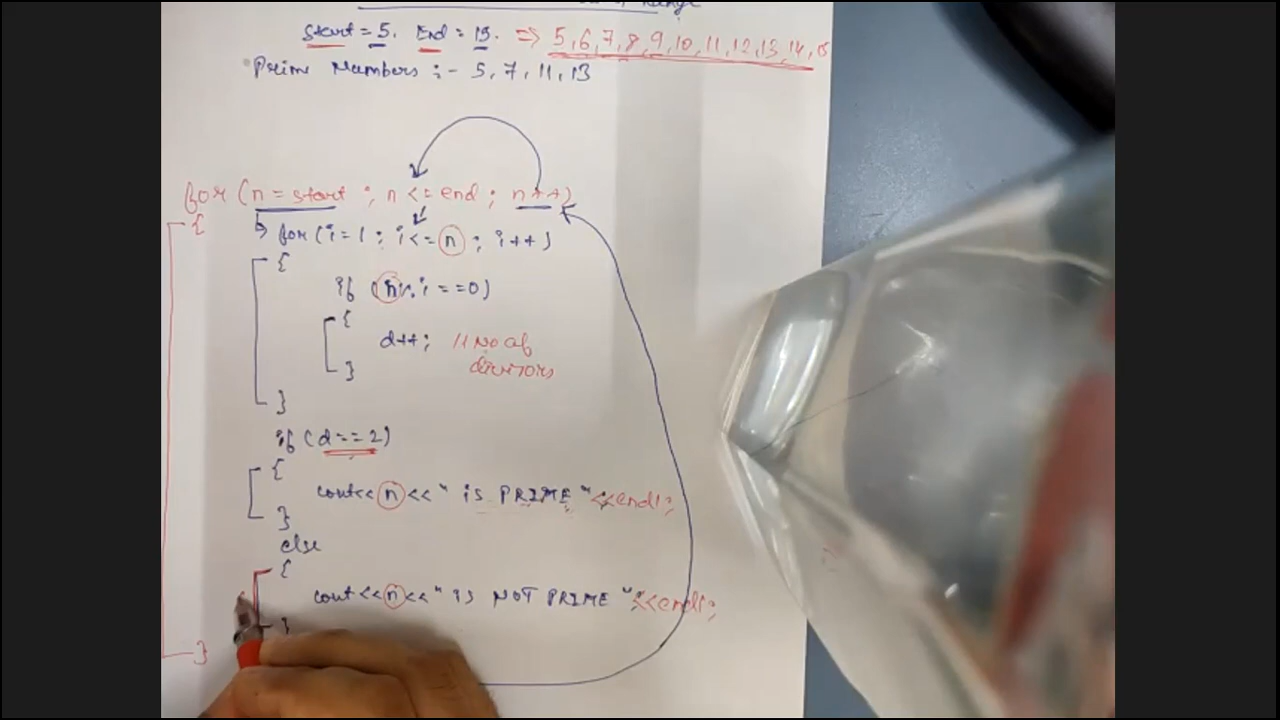 Range
Start = 5. End = 15. => 5,6,7,8,9,10,11,12,13,14,15
Prime Numbers :- 5, 7, 11, 13
for (n = start ; n <= end ; n++)
{
for (i=1 ; i<= n ; i++)
{
if (n%i ==0)
{
d++; // No of
divisors
}
}
if (d==2)
{
cout<< n <<" is PRIME "<<endl;
}
else
{
cout<< n <<" is NOT PRIME "<<endl;
}
}